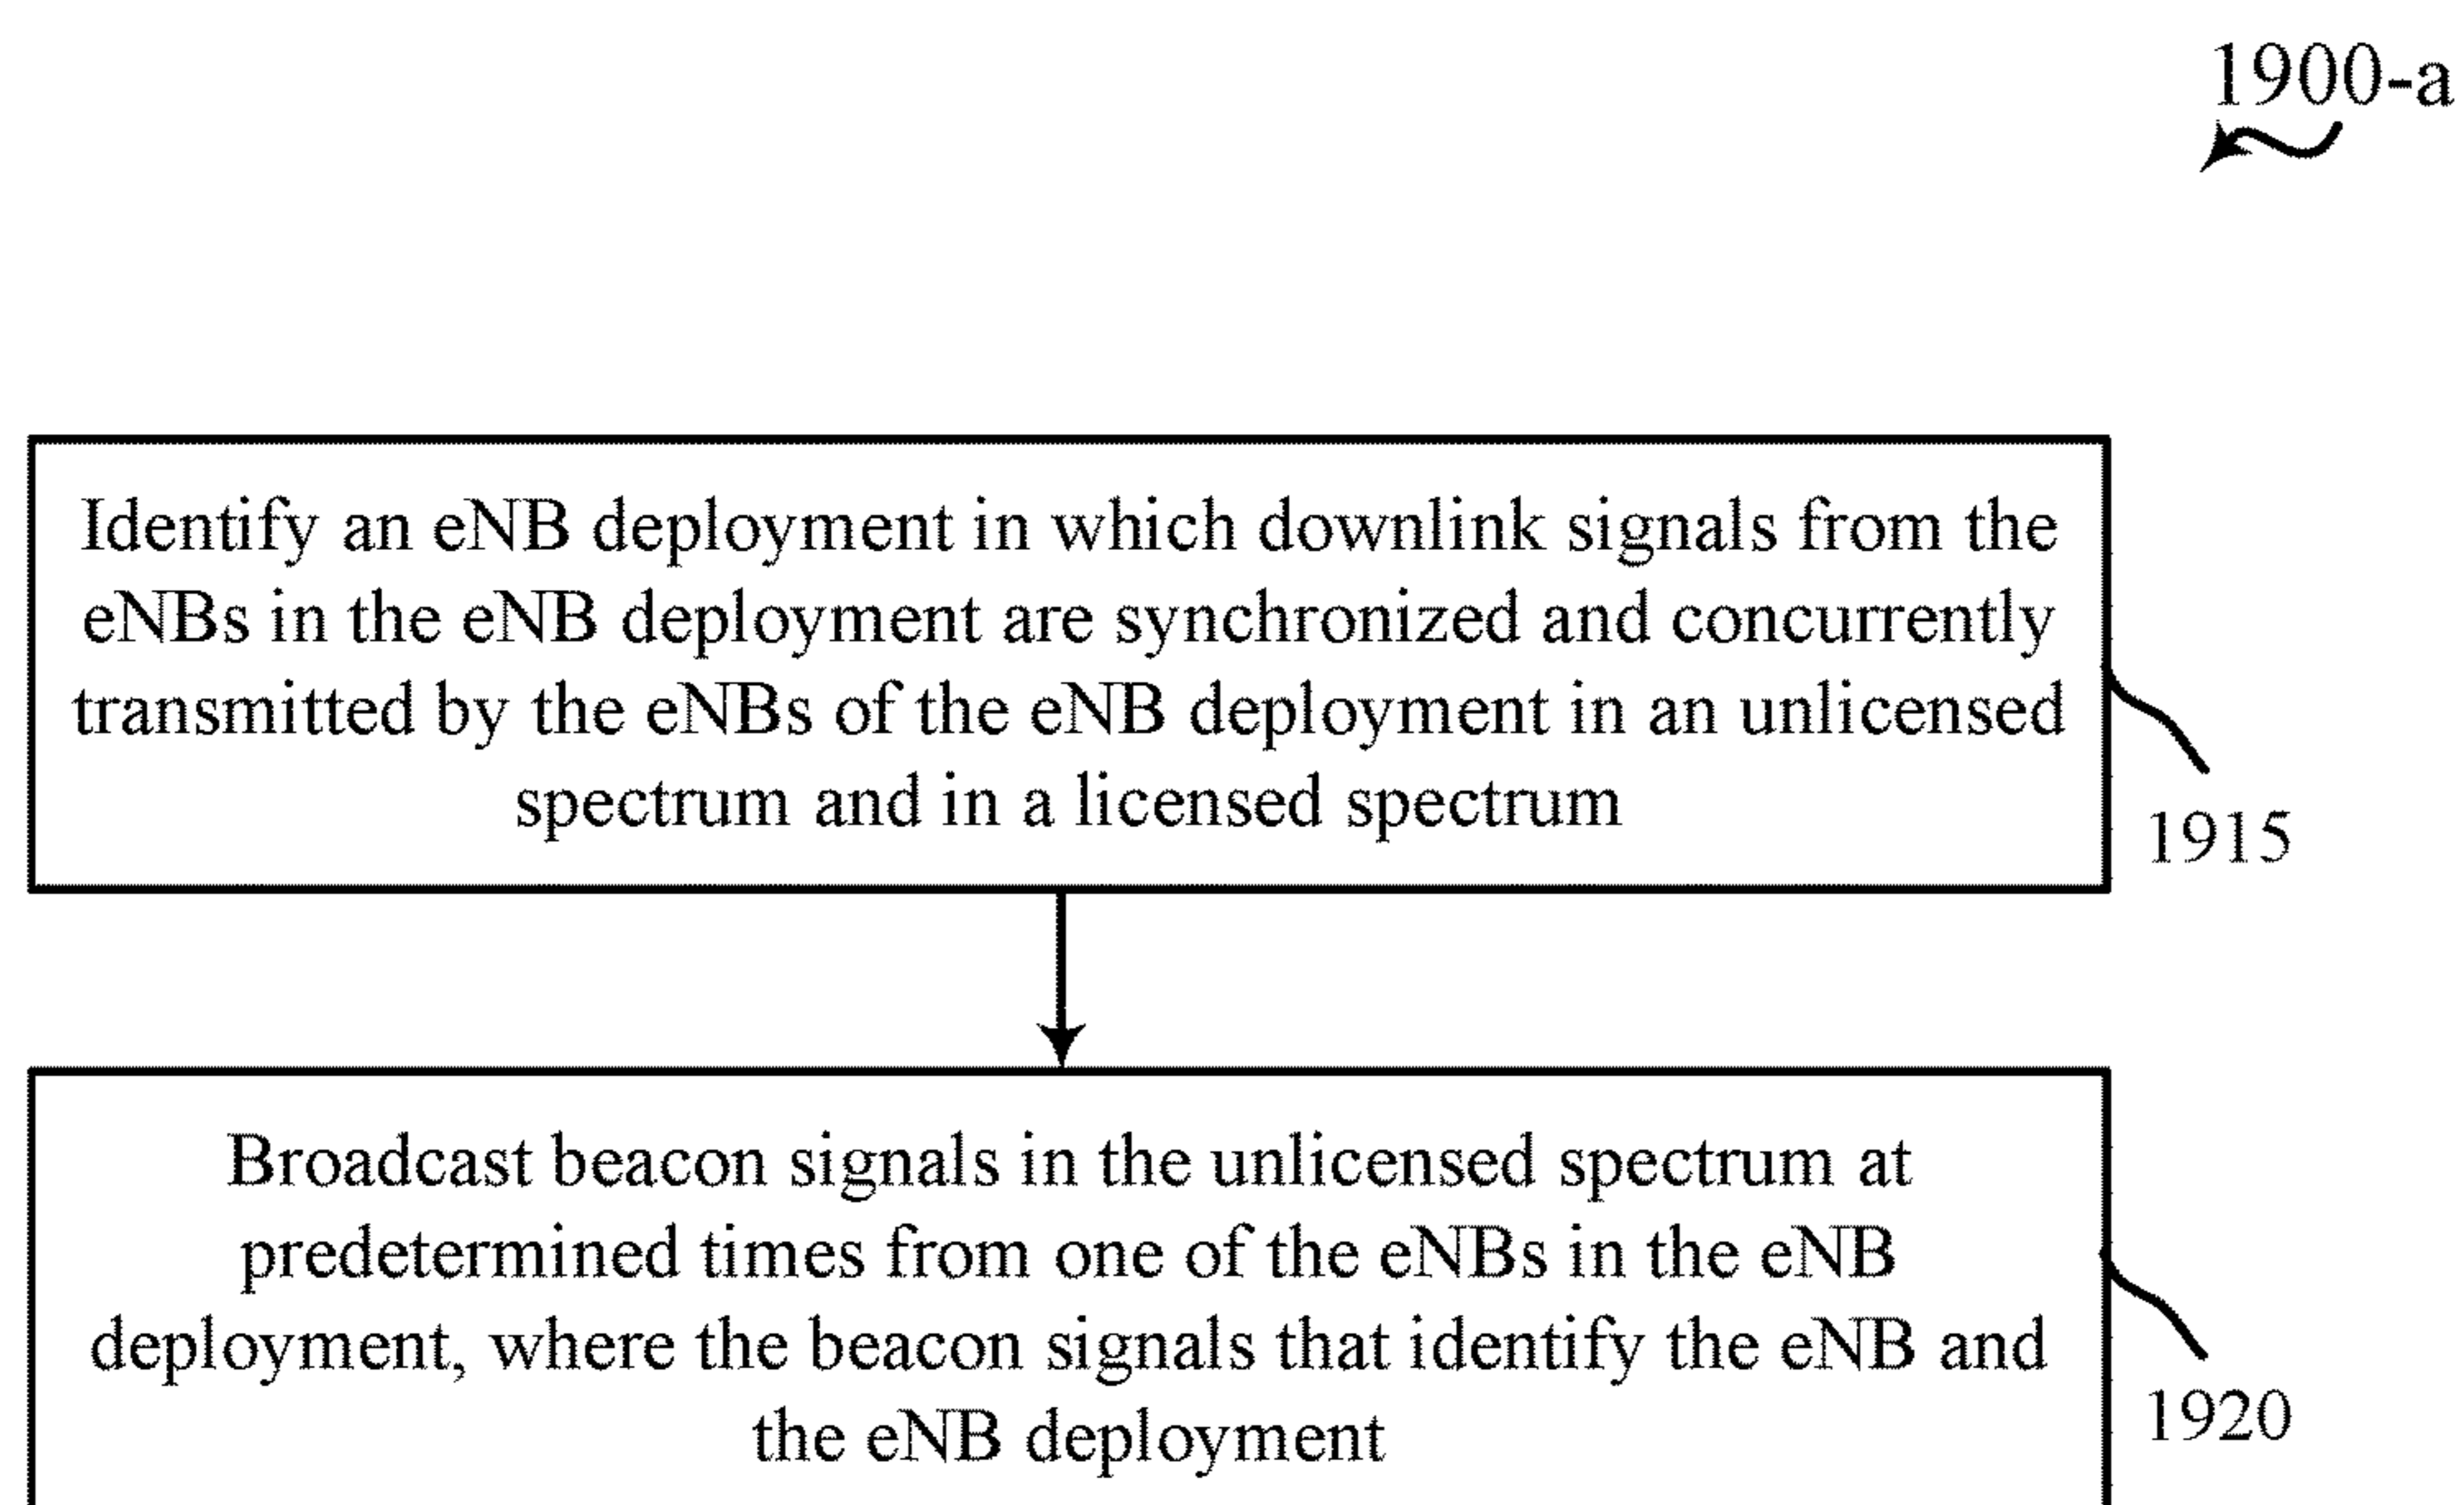 1900-a
Identify an eNB deployment in which downlink signals from the
eNBs in the eNB deployment are synchronized and concurrently
transmitted by the eNBs of the eNB deployment in an unlicensed
spectrum and in a licensed spectrum
1915
Broadcast beacon signals in the unlicensed spectrum at
predetermined times from one of the eNBs in the eNB
deployment, where the beacon signals that identify the eNB and
the eNB deployment
1920